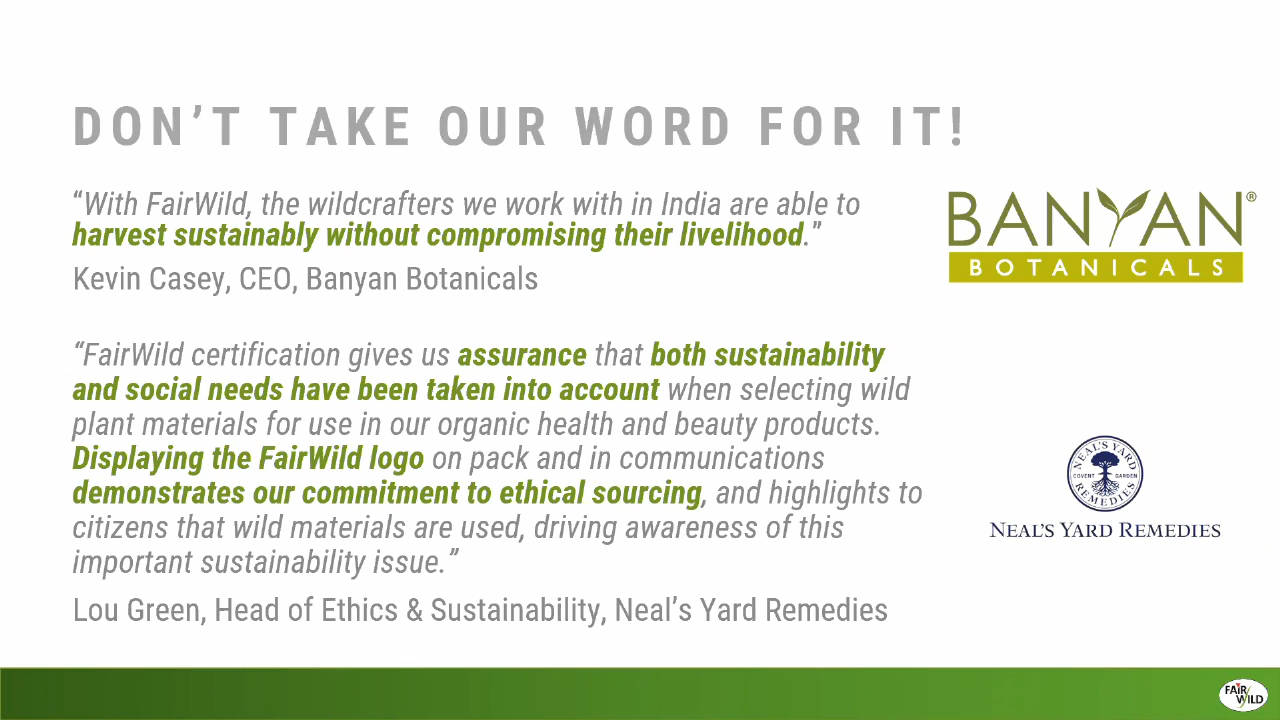 DON’T TAKE OUR WORD FOR IT!
“With FairWild, the wildcrafters we work with in India are able to
harvest sustainably without compromising their livelihood.”
Kevin Casey, CEO, Banyan Botanicals
BANYAN®
BOTANICALS
“FairWild certification gives us assurance that both sustainability
and social needs have been taken into account when selecting wild
plant materials for use in our organic health and beauty products.
Displaying the FairWild logo on pack and in communications
demonstrates our commitment to ethical sourcing, and highlights to
citizens that wild materials are used, driving awareness of this
important sustainability issue.”
Lou Green, Head of Ethics & Sustainability, Neal’s Yard Remedies
NEAL'S YARD
COVENT GARDEN
REMEDIES
NEAL'S YARD REMEDIES
FAIR
WILD